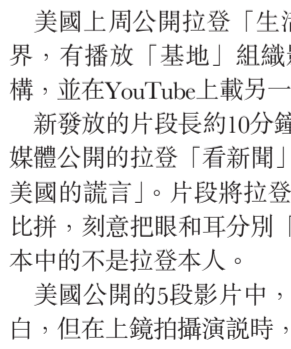 美國上周公開拉登「生活
界，有播放「基地」組織
構，並在YouTube上載另一
新發放的片段長約10分鐘
媒體公開的拉登「看新聞」
美國的謊言」。片段將拉登
比拼，刻意把眼和耳分別「
本中的不是拉登本人。
美國公開的5段影片中，
白，但在上鏡拍攝演説時，